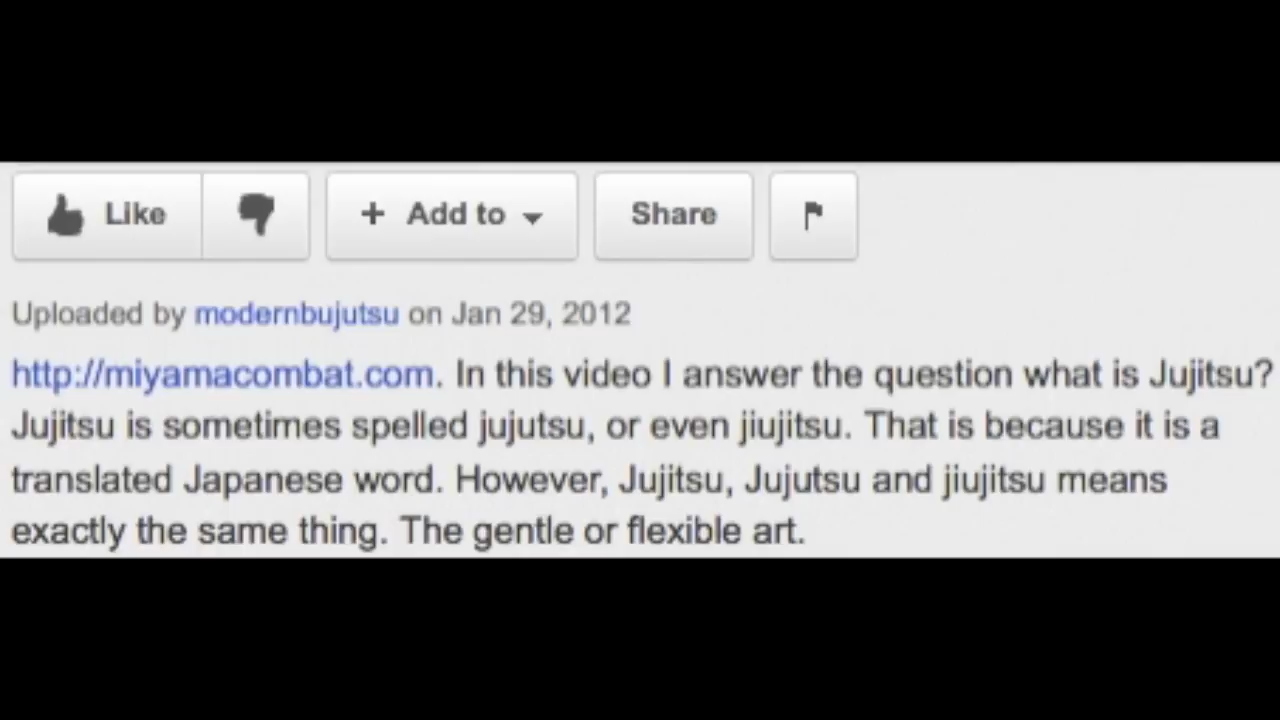 Like
+ Add to
Share
Uploaded by modernbujutsu on Jan 29, 2012
http://miyamacombat.com. In this video I answer the question what is Jujitsu?
Jujitsu is sometimes spelled jujutsu, or even jiujitsu. That is because it is a
translated Japanese word. However, Jujitsu, Jujutsu and jiujitsu means
exactly the same thing. The gentle or flexible art.